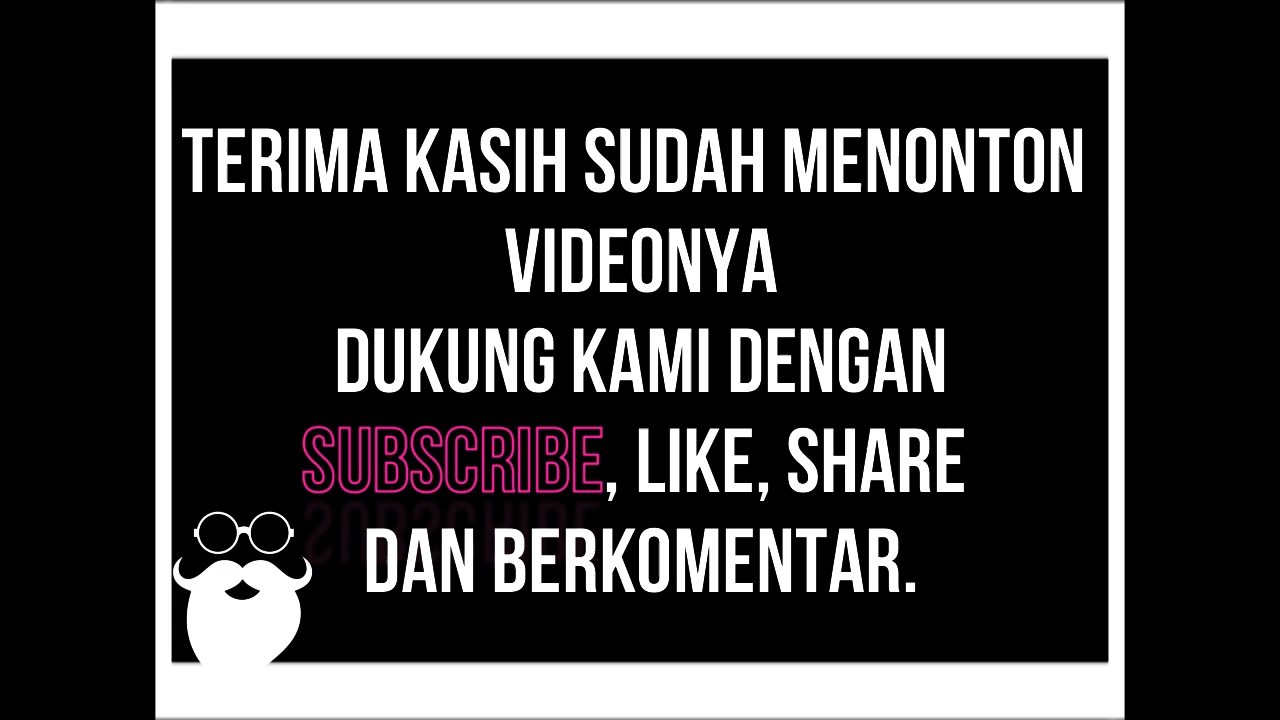 TERIMA KASIH SUDAH MENONTON
VIDEONYA
DUKUNG KAMI DENGAN
SUBSCRIBE, LIKE, SHARE
DAN BERKOMENTAR.